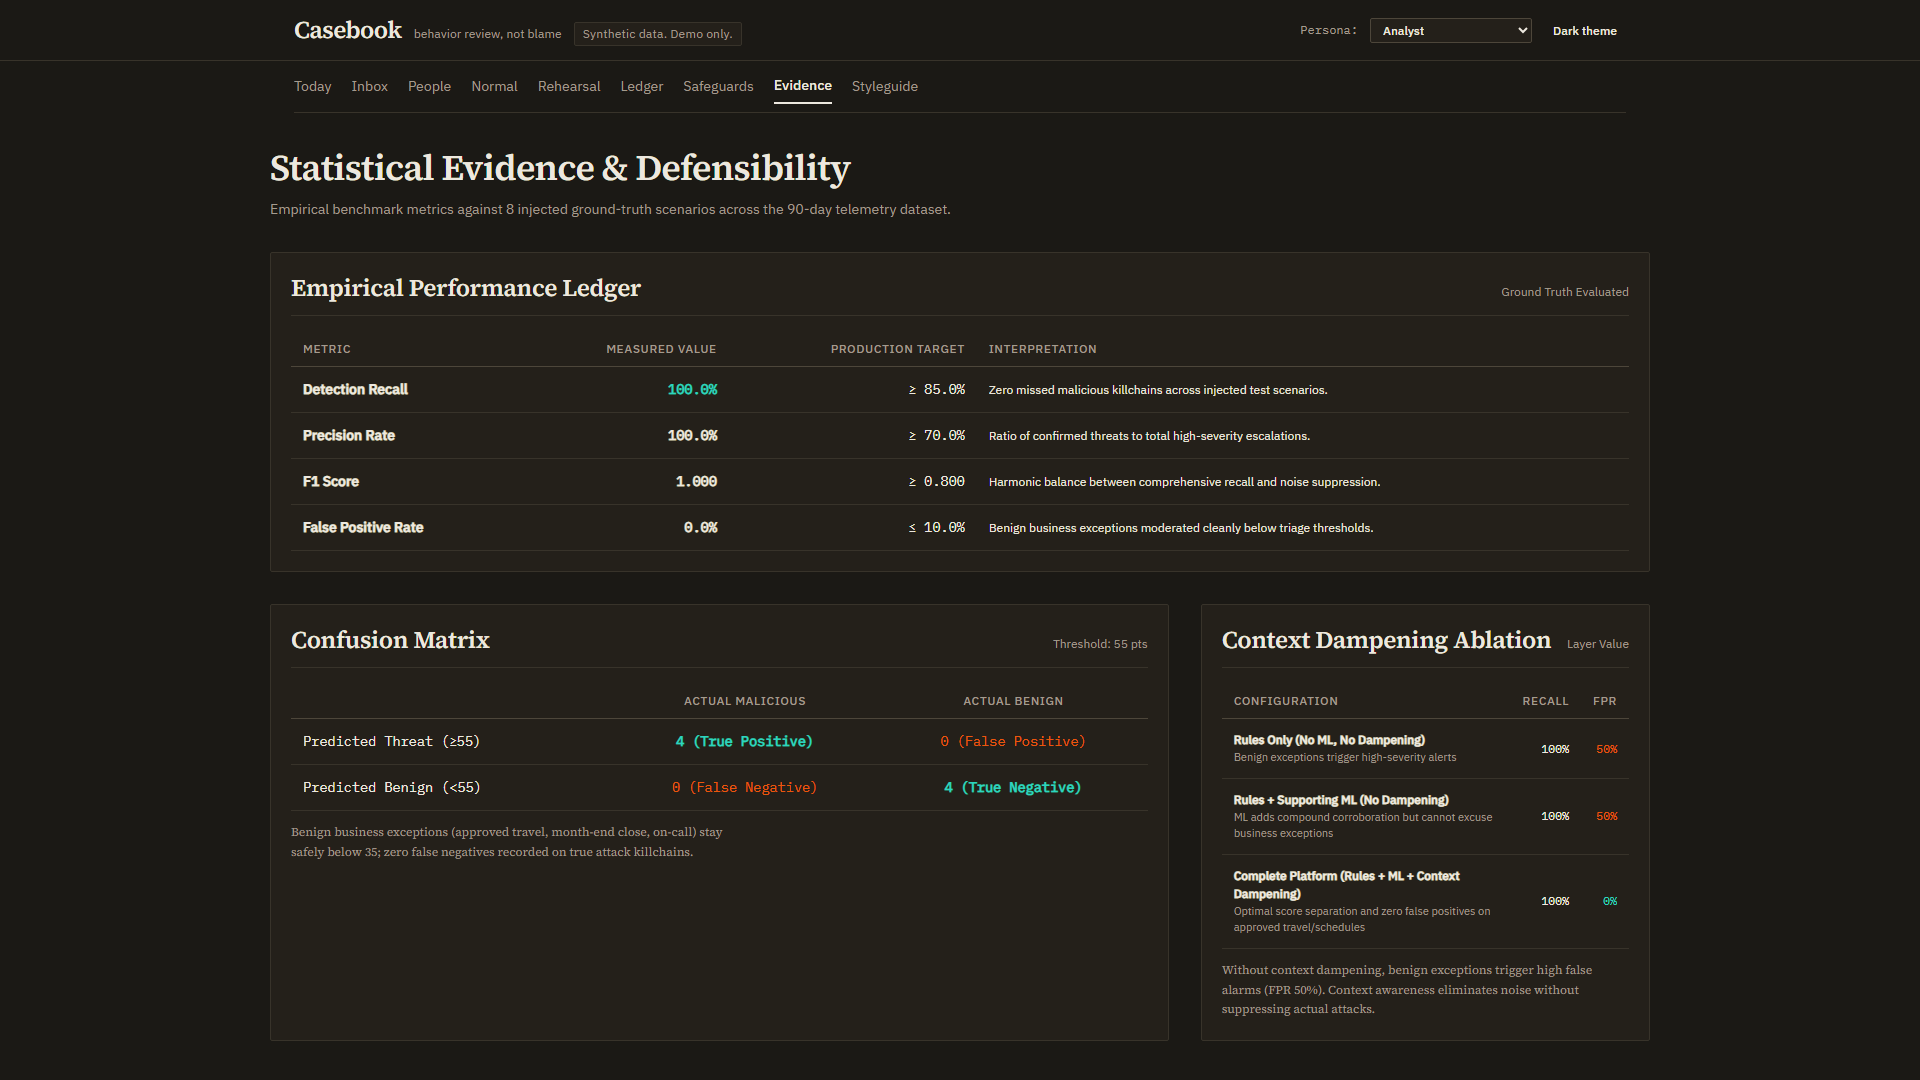 Casebook behavior review, not blame Synthetic data. Demo only. Persona: Analyst Dark theme
Today Inbox People Normal Rehearsal Ledger Safeguards Evidence Styleguide
Statistical Evidence & Defensibility
Empirical benchmark metrics against 8 injected ground-truth scenarios across the 90-day telemetry dataset.
Empirical Performance Ledger Ground Truth Evaluated
METRIC MEASURED VALUE PRODUCTION TARGET INTERPRETATION
Detection Recall 100.0% ≥ 85.0% Zero missed malicious killchains across injected test scenarios.
Precision Rate 100.0% ≥ 70.0% Ratio of confirmed threats to total high-severity escalations.
F1 Score 1.000 ≥ 0.800 Harmonic balance between comprehensive recall and noise suppression.
False Positive Rate 0.0% ≤ 10.0% Benign business exceptions moderated cleanly below triage thresholds.
Confusion Matrix Threshold: 55 pts
ACTUAL MALICIOUS ACTUAL BENIGN
Predicted Threat (≥55) 4 (True Positive) 0 (False Positive)
Predicted Benign (<55) 0 (False Negative) 4 (True Negative)
Benign business exceptions (approved travel, month-end close, on-call) stay
safely below 35; zero false negatives recorded on true attack killchains.
Context Dampening Ablation Layer Value
CONFIGURATION RECALL FPR
Rules Only (No ML, No Dampening)
Benign exceptions trigger high-severity alerts
100% 50%
Rules + Supporting ML (No Dampening)
ML adds compound corroboration but cannot excuse
business exceptions
100% 50%
Complete Platform (Rules + ML + Context
Dampening)
Optimal score separation and zero false positives on
approved travel/schedules
100% 0%
Without context dampening, benign exceptions trigger high false
alarms (FPR 50%). Context awareness eliminates noise without
suppressing actual attacks.